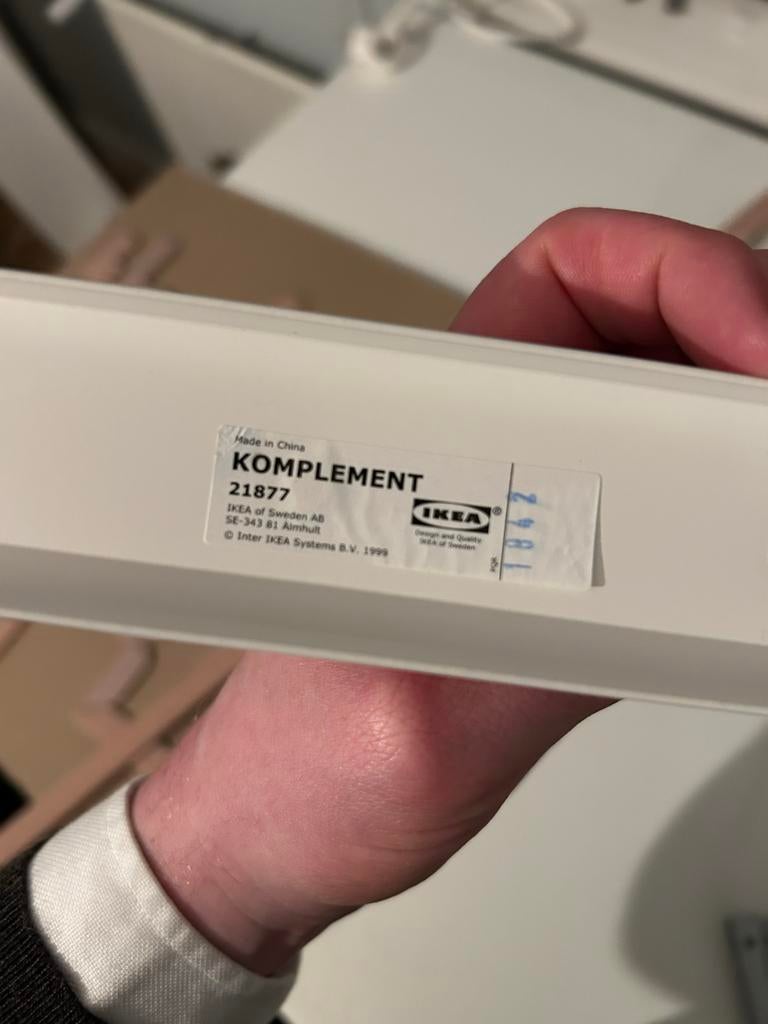 Made in China
KOMPLEMENT
21877
IKEA of Sweden AB
SE-343 81 Älmhult
© Inter IKEA Systems B.V. 1999
IKEA®
Design and Quality
IKEA of Sweden
1842